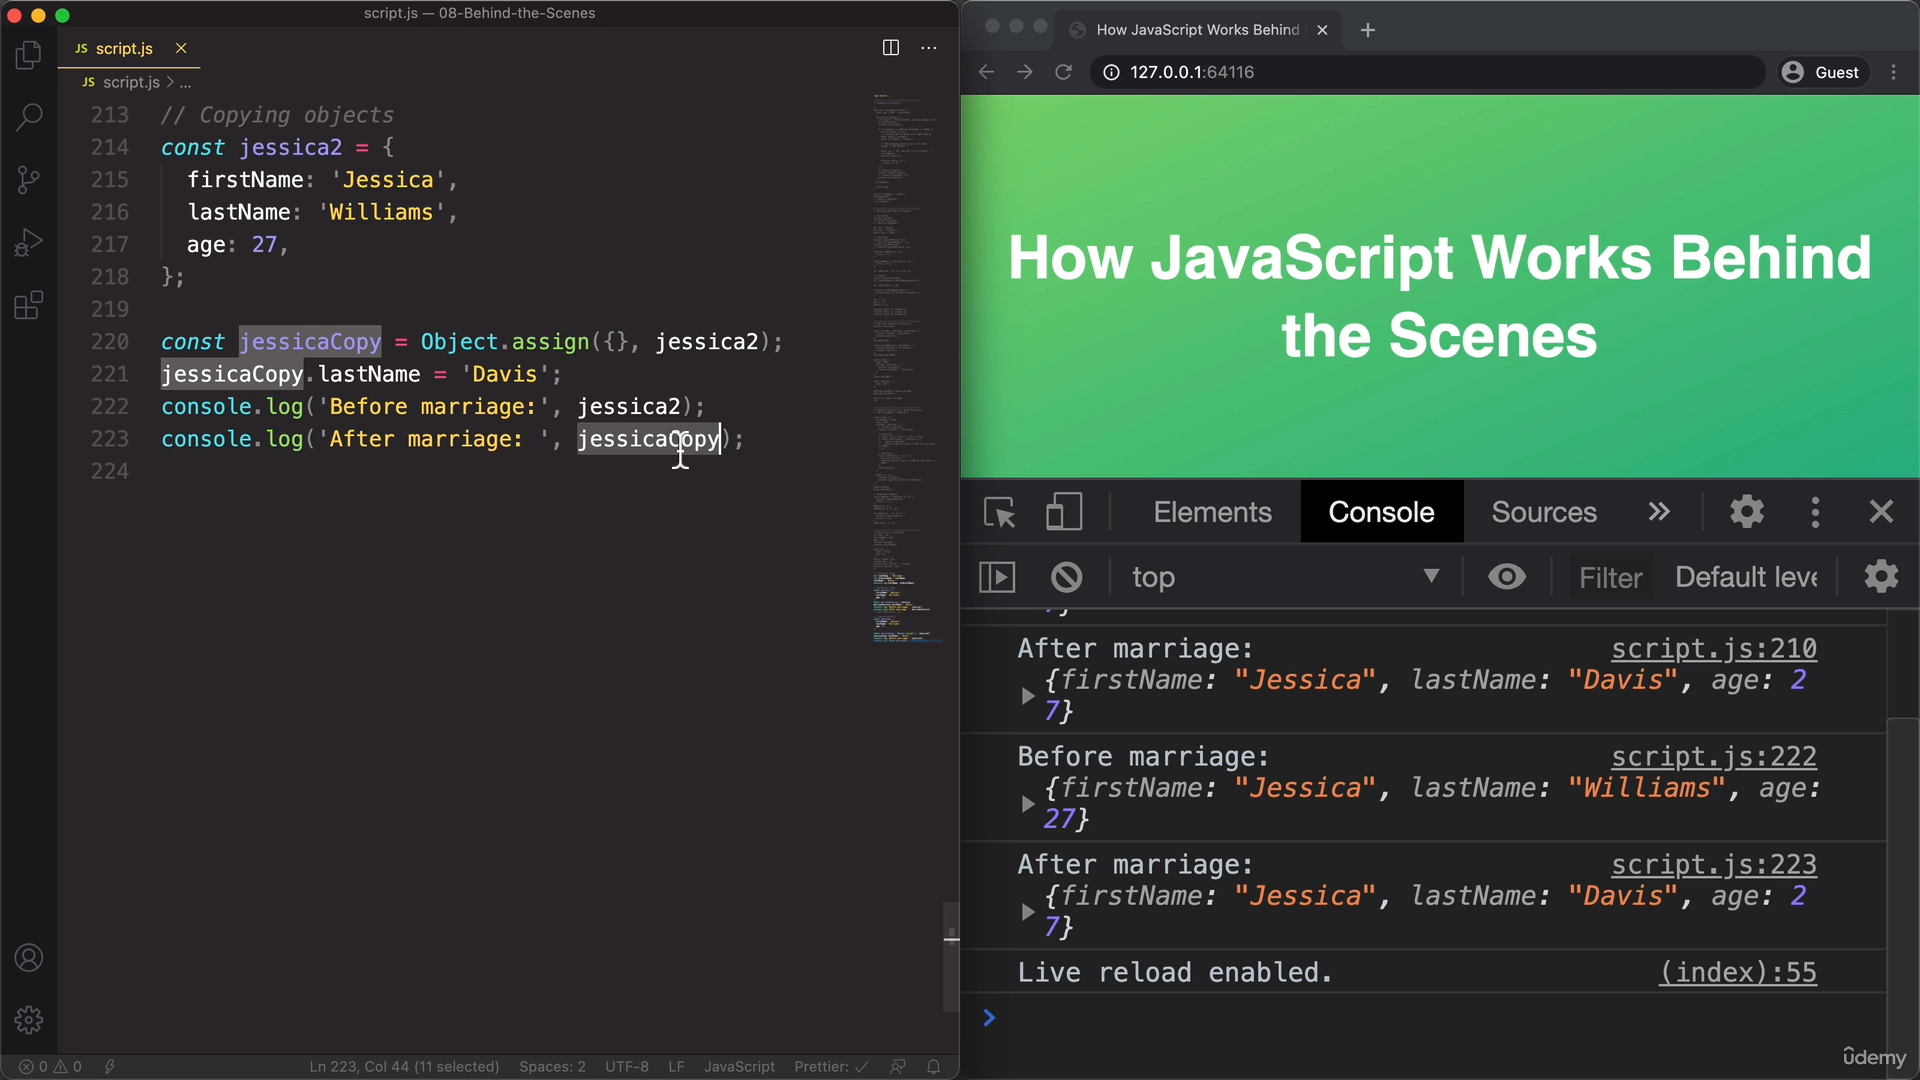 script.js — 08-Behind-the-Scenes
JS script.js
JS script.js > ...
213 // Copying objects
214 const jessica2 = {
215 firstName: 'Jessica',
216 lastName: 'Williams',
217 age: 27,
218 };
219
220 const jessicaCopy = Object.assign({}, jessica2);
221 jessicaCopy.lastName = 'Davis';
222 console.log('Before marriage:', jessica2);
223 console.log('After marriage: ', jessicaCopy);
224
0 0
Ln 223, Col 44 (11 selected) Spaces: 2 UTF-8 LF JavaScript Prettier: ✓
How JavaScript Works Behind
127.0.0.1:64116
Guest
How JavaScript Works Behind
the Scenes
Elements Console Sources »
top Filter Default leve
7}
After marriage: script.js:210
{firstName: "Jessica", lastName: "Davis", age: 2
7}
Before marriage: script.js:222
{firstName: "Jessica", lastName: "Williams", age:
27}
After marriage: script.js:223
{firstName: "Jessica", lastName: "Davis", age: 2
7}
Live reload enabled. (index):55
>
ûdemy